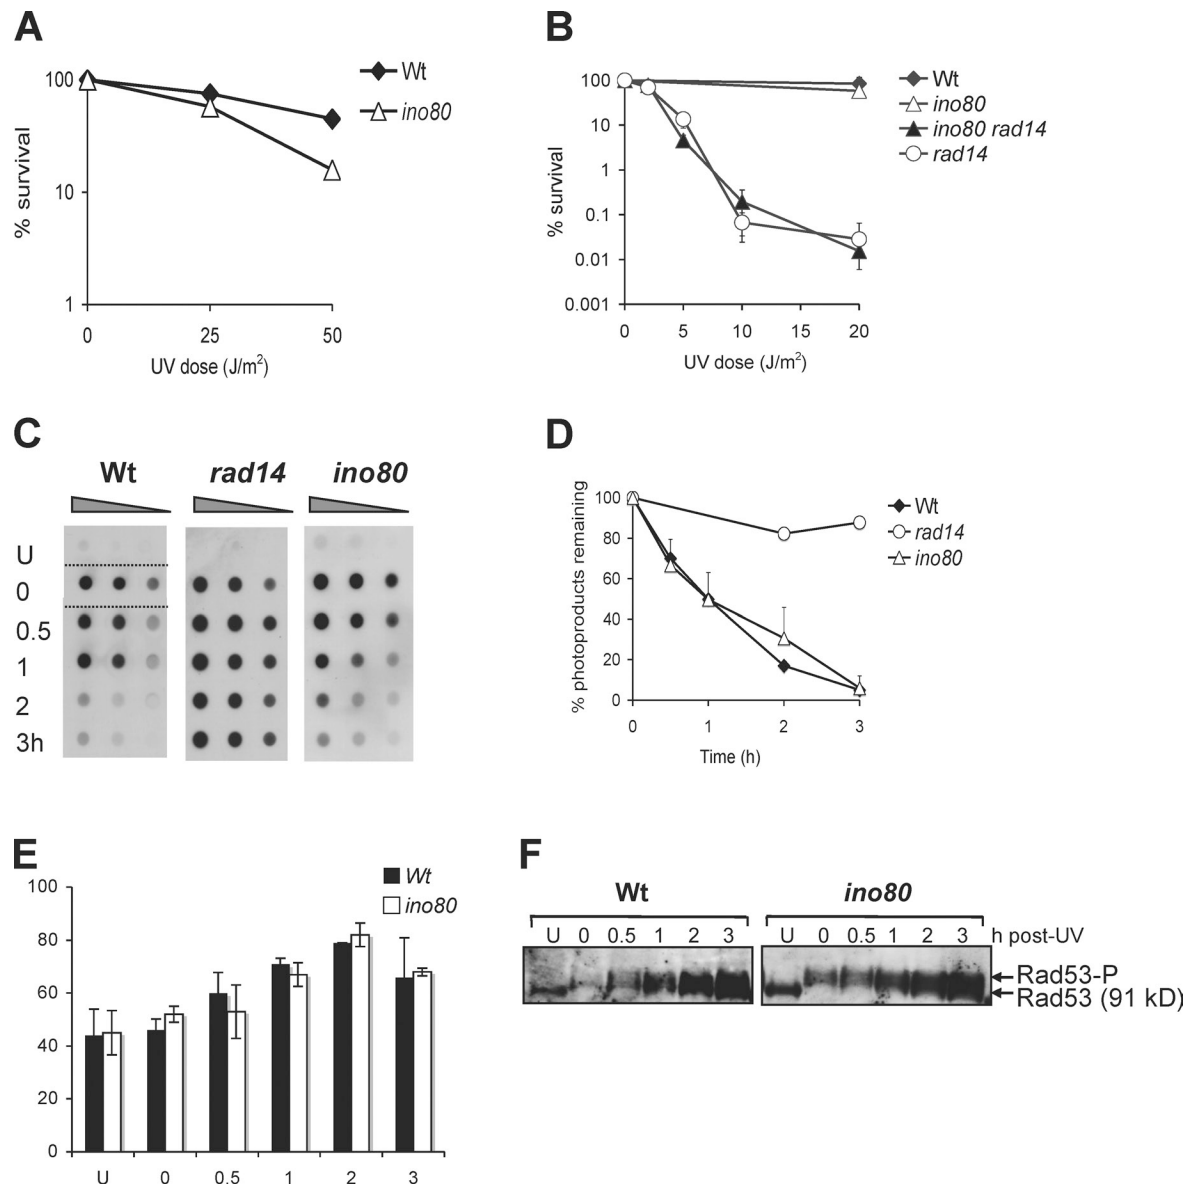 A
100
10
1
0 25 50
% survival
UV dose (J/m2)
Wt
ino80
B
100
10
1
0.1
0.01
0.001
0 5 10 15 20
% survival
UV dose (J/m2)
Wt
ino80
ino80 rad14
rad14
C
Wt rad14 ino80
U
0
0.5
1
2
3h
D
100
80
60
40
20
0
0 1 2 3
% photoproducts remaining
Time (h)
Wt
rad14
ino80
E
100
80
60
40
20
0
U 0 0.5 1 2 3
Wt
ino80
F
Wt ino80
U 0 0.5 1 2 3 U 0 0.5 1 2 3 h post-UV
Rad53-P
Rad53 (91 kD)